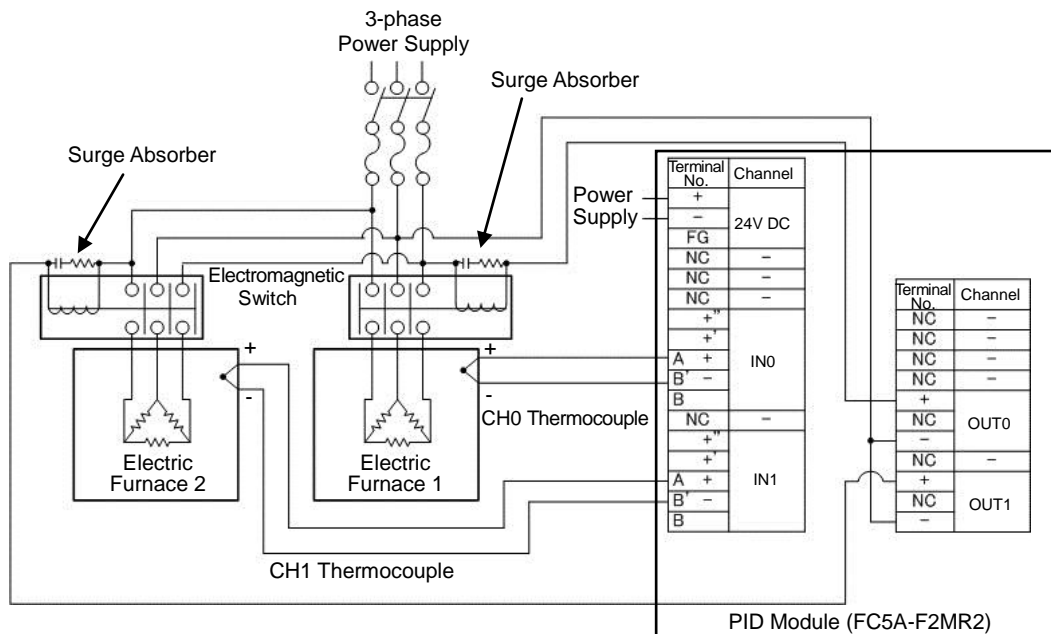 3-phase
Power Supply
Surge Absorber
Surge Absorber
Electromagnetic
Switch
+
-
Electric
Furnace 2
+
-
Electric
Furnace 1
CH0 Thermocouple
CH1 Thermocouple
Power
Supply
Terminal No. Channel
+
− 24V DC
FG
NC −
NC −
NC −
+"
+'
A + IN0
B' −
B
NC −
+"
+'
A + IN1
B' −
B
Terminal No. Channel
NC −
NC −
NC −
NC −
+
NC OUT0
−
NC −
+
NC OUT1
−
PID Module (FC5A-F2MR2)